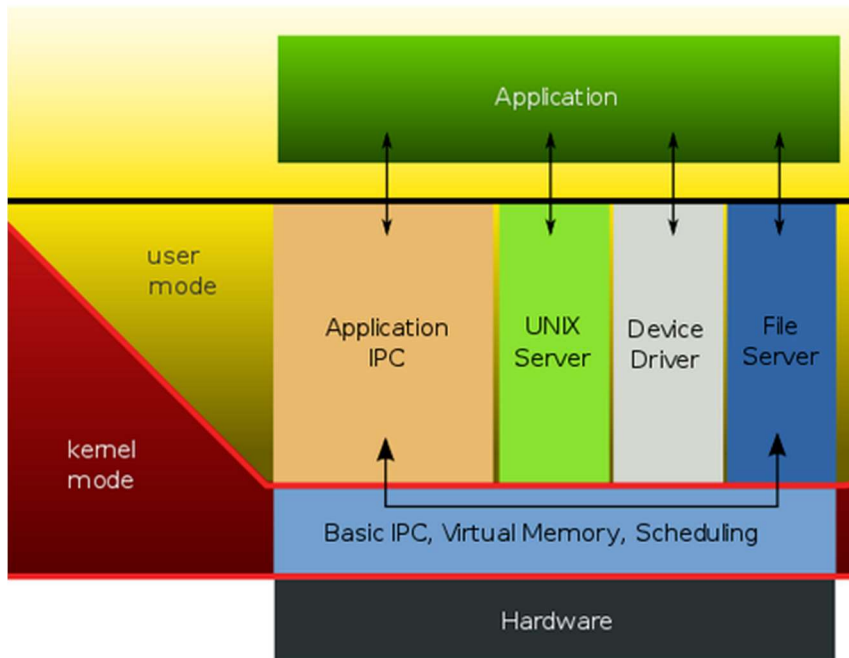 Application
user
mode
Application
IPC
UNIX
Server
Device
Driver
File
Server
kernel
mode
Basic IPC, Virtual Memory, Scheduling
Hardware